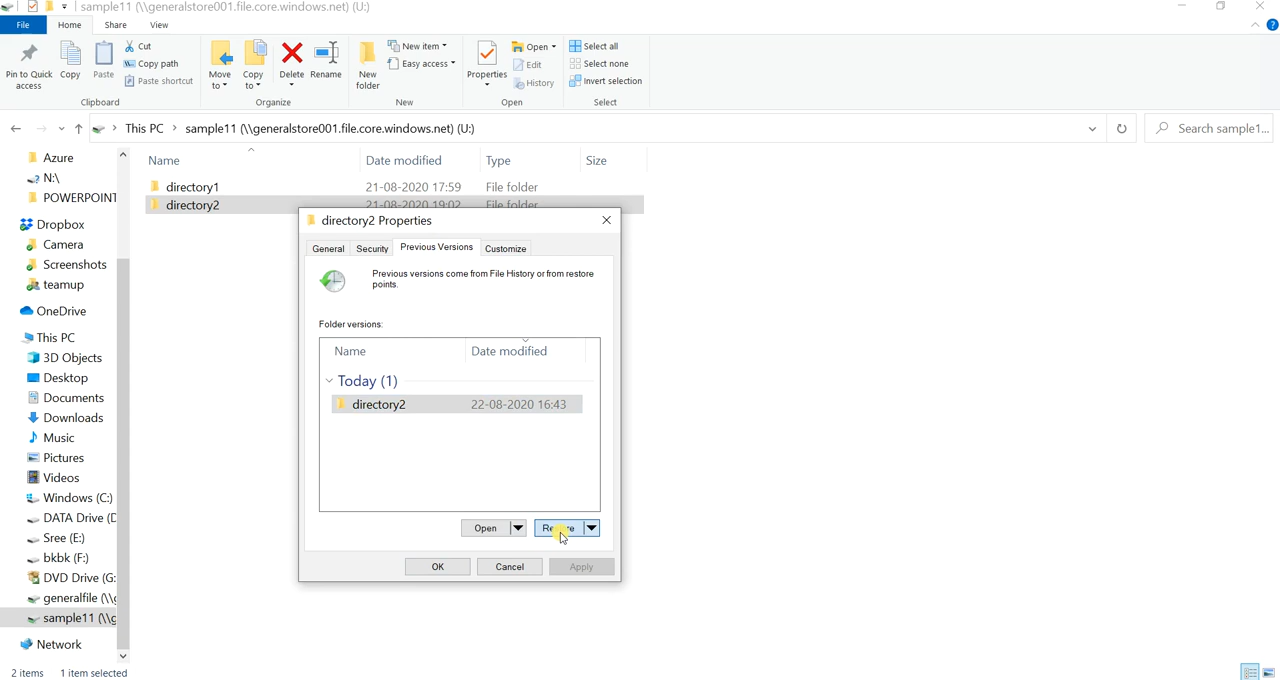 sample11 (\\generalstore001.file.core.windows.net) (U:)
File Home Share View
Pin to Quick access
Copy
Paste
Cut
Copy path
Paste shortcut
Clipboard
Move to
Copy to
Delete
Rename
Organize
New folder
New item
Easy access
New
Properties
Open
Edit
History
Open
Select all
Select none
Invert selection
Select
This PC > sample11 (\\generalstore001.file.core.windows.net) (U:)
Search sample1...
Azure
N:\
POWERPOINT
Dropbox
Camera
Screenshots
teamup
OneDrive
This PC
3D Objects
Desktop
Documents
Downloads
Music
Pictures
Videos
Windows (C:)
DATA Drive (D
Sree (E:)
bkbk (F:)
DVD Drive (G:
generalfile (\\g
sample11 (\\g
Network
Name Date modified Type Size
directory1 21-08-2020 17:59 File folder
directory2 21-08-2020 19:02 File folder
directory2 Properties
General Security Previous Versions Customize
Previous versions come from File History or from restore
points.
Folder versions:
Name Date modified
Today (1)
directory2 22-08-2020 16:43
Open
OK Cancel Apply
2 items 1 item selected